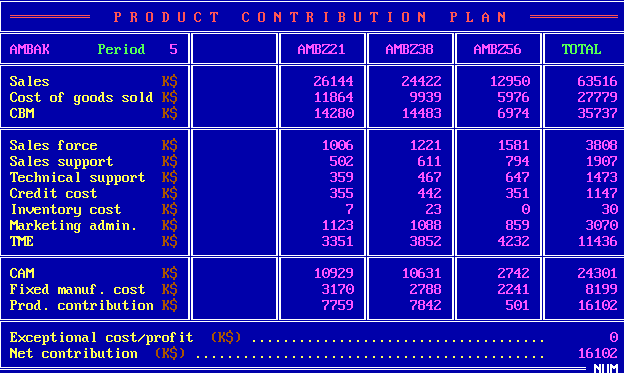 PRODUCT CONTRIBUTION PLAN
AMBAK Period 5 AMBZ21 AMBZ38 AMBZ56 TOTAL
Sales K$ 26144 24422 12950 63516
Cost of goods sold K$ 11864 9939 5976 27779
CBM K$ 14280 14483 6974 35737
Sales force K$ 1006 1221 1581 3808
Sales support K$ 502 611 794 1907
Technical support K$ 359 467 647 1473
Credit cost K$ 355 442 351 1147
Inventory cost K$ 7 23 0 30
Marketing admin. K$ 1123 1088 859 3070
TME K$ 3351 3852 4232 11436
CAM K$ 10929 10631 2742 24301
Fixed manuf. cost K$ 3170 2788 2241 8199
Prod. contribution K$ 7759 7842 501 16102
Exceptional cost/profit (K$) ...................................... 0
Net contribution (K$) ............................................. 16102
NUM